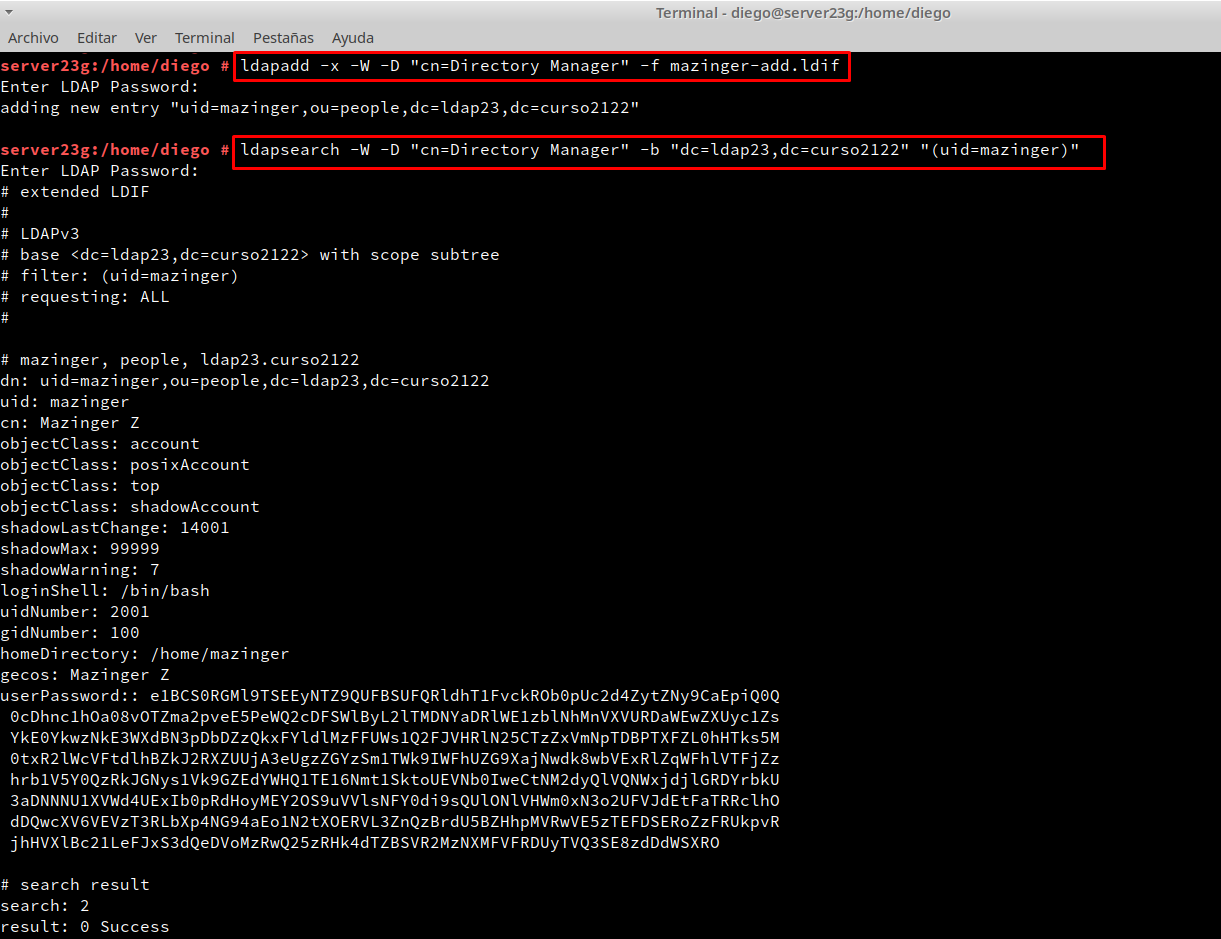 Terminal - diego@server23g:/home/diego
Archivo Editar Ver Terminal Pestañas Ayuda
server23g:/home/diego # ldapadd -x -W -D "cn=Directory Manager" -f mazinger-add.ldif
Enter LDAP Password:
adding new entry "uid=mazinger,ou=people,dc=ldap23,dc=curso2122"
server23g:/home/diego # ldapsearch -W -D "cn=Directory Manager" -b "dc=ldap23,dc=curso2122" "(uid=mazinger)"
Enter LDAP Password:
# extended LDIF
#
# LDAPv3
# base <dc=ldap23,dc=curso2122> with scope subtree
# filter: (uid=mazinger)
# requesting: ALL
#
# mazinger, people, ldap23.curso2122
dn: uid=mazinger,ou=people,dc=ldap23,dc=curso2122
uid: mazinger
cn: Mazinger Z
objectClass: account
objectClass: posixAccount
objectClass: top
objectClass: shadowAccount
shadowLastChange: 14001
shadowMax: 99999
shadowWarning: 7
loginShell: /bin/bash
uidNumber: 2001
gidNumber: 100
homeDirectory: /home/mazinger
gecos: Mazinger Z
userPassword:: e1BCS0RGMl9TSEEyNTZ9QUFBSUFQRldhT1FvckROb0pUc2d4ZytZNy9CaEpiQ0Q
0cDhnc1hOa08vOTZma2pveE5PeWQ2cDFSWlByL2lTMDNYaDRlWE1zblNhMnVXVURDaWEwZXUyc1Zs
YkE0YkwzNkE3WXdBN3pDbDZzQkxFYldlMzFFUWs1Q2FJVHRlN25CTzZxVmNpTDBPTXFZL0hHTks5M
0txR2lWcVFtdlhBZkJ2RXZUUjA3eUgzZGYzSm1TWk9IWFhUZG9XajNwdk8wbVExRlZqWFhlVTFjZz
hrb1V5Y0QzRkJGNys1Vk9GZEdYWHQ1TE16Nmt1SktoUEVNb0IweCtNM2dyQlVQNWxjdjlGRDYrbkU
3aDNNNU1XVWd4UExIb0pRdHoyMEY2OS9uVVlsNFY0di9sQUlONlVHWm0xN3o2UFVJdEtFaTRRclhO
dDQwcXV6VEVzT3RLbXp4NG94aEo1N2tXOERVL3ZnQzBrdU5BZHhpMVRwVE5zTEFDSERoZzFRUkpvR
jhHVXlBc21LeFJxS3dQeDVoMzRwQ25zRHk4dTZBSVR2MzNXMFVFRDUyTVQ3SE8zdDdWSXRO
# search result
search: 2
result: 0 Success